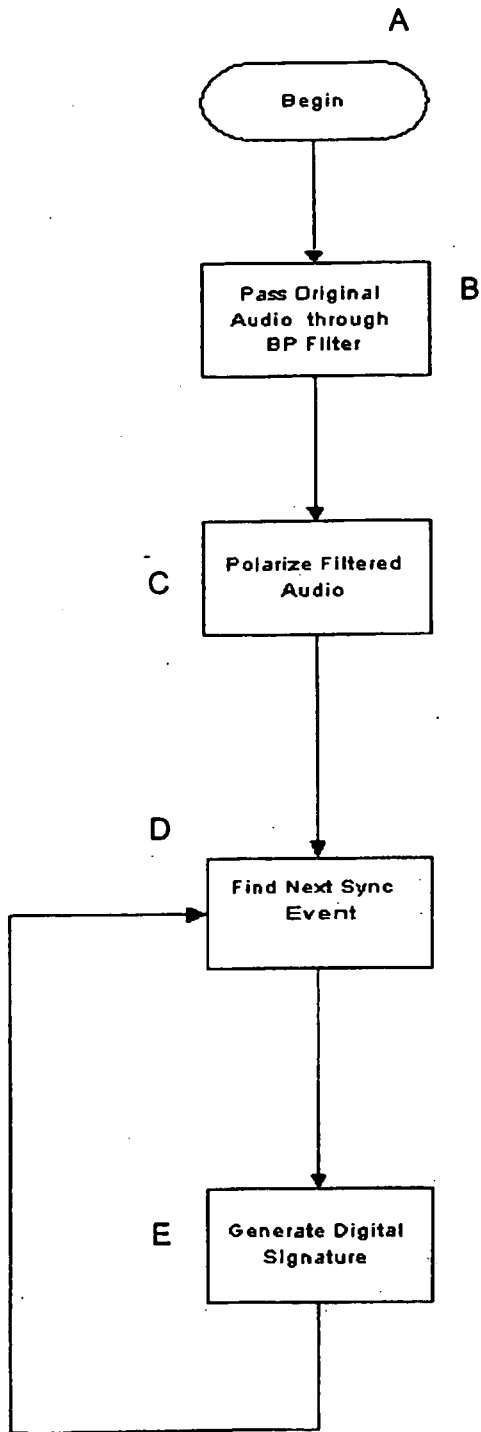 A
Begin
Pass Original
Audio through
BP Filter
B
Polarize Filtered
Audio
C
D
Find Next Sync
Event
E
Generate Digital
Signature